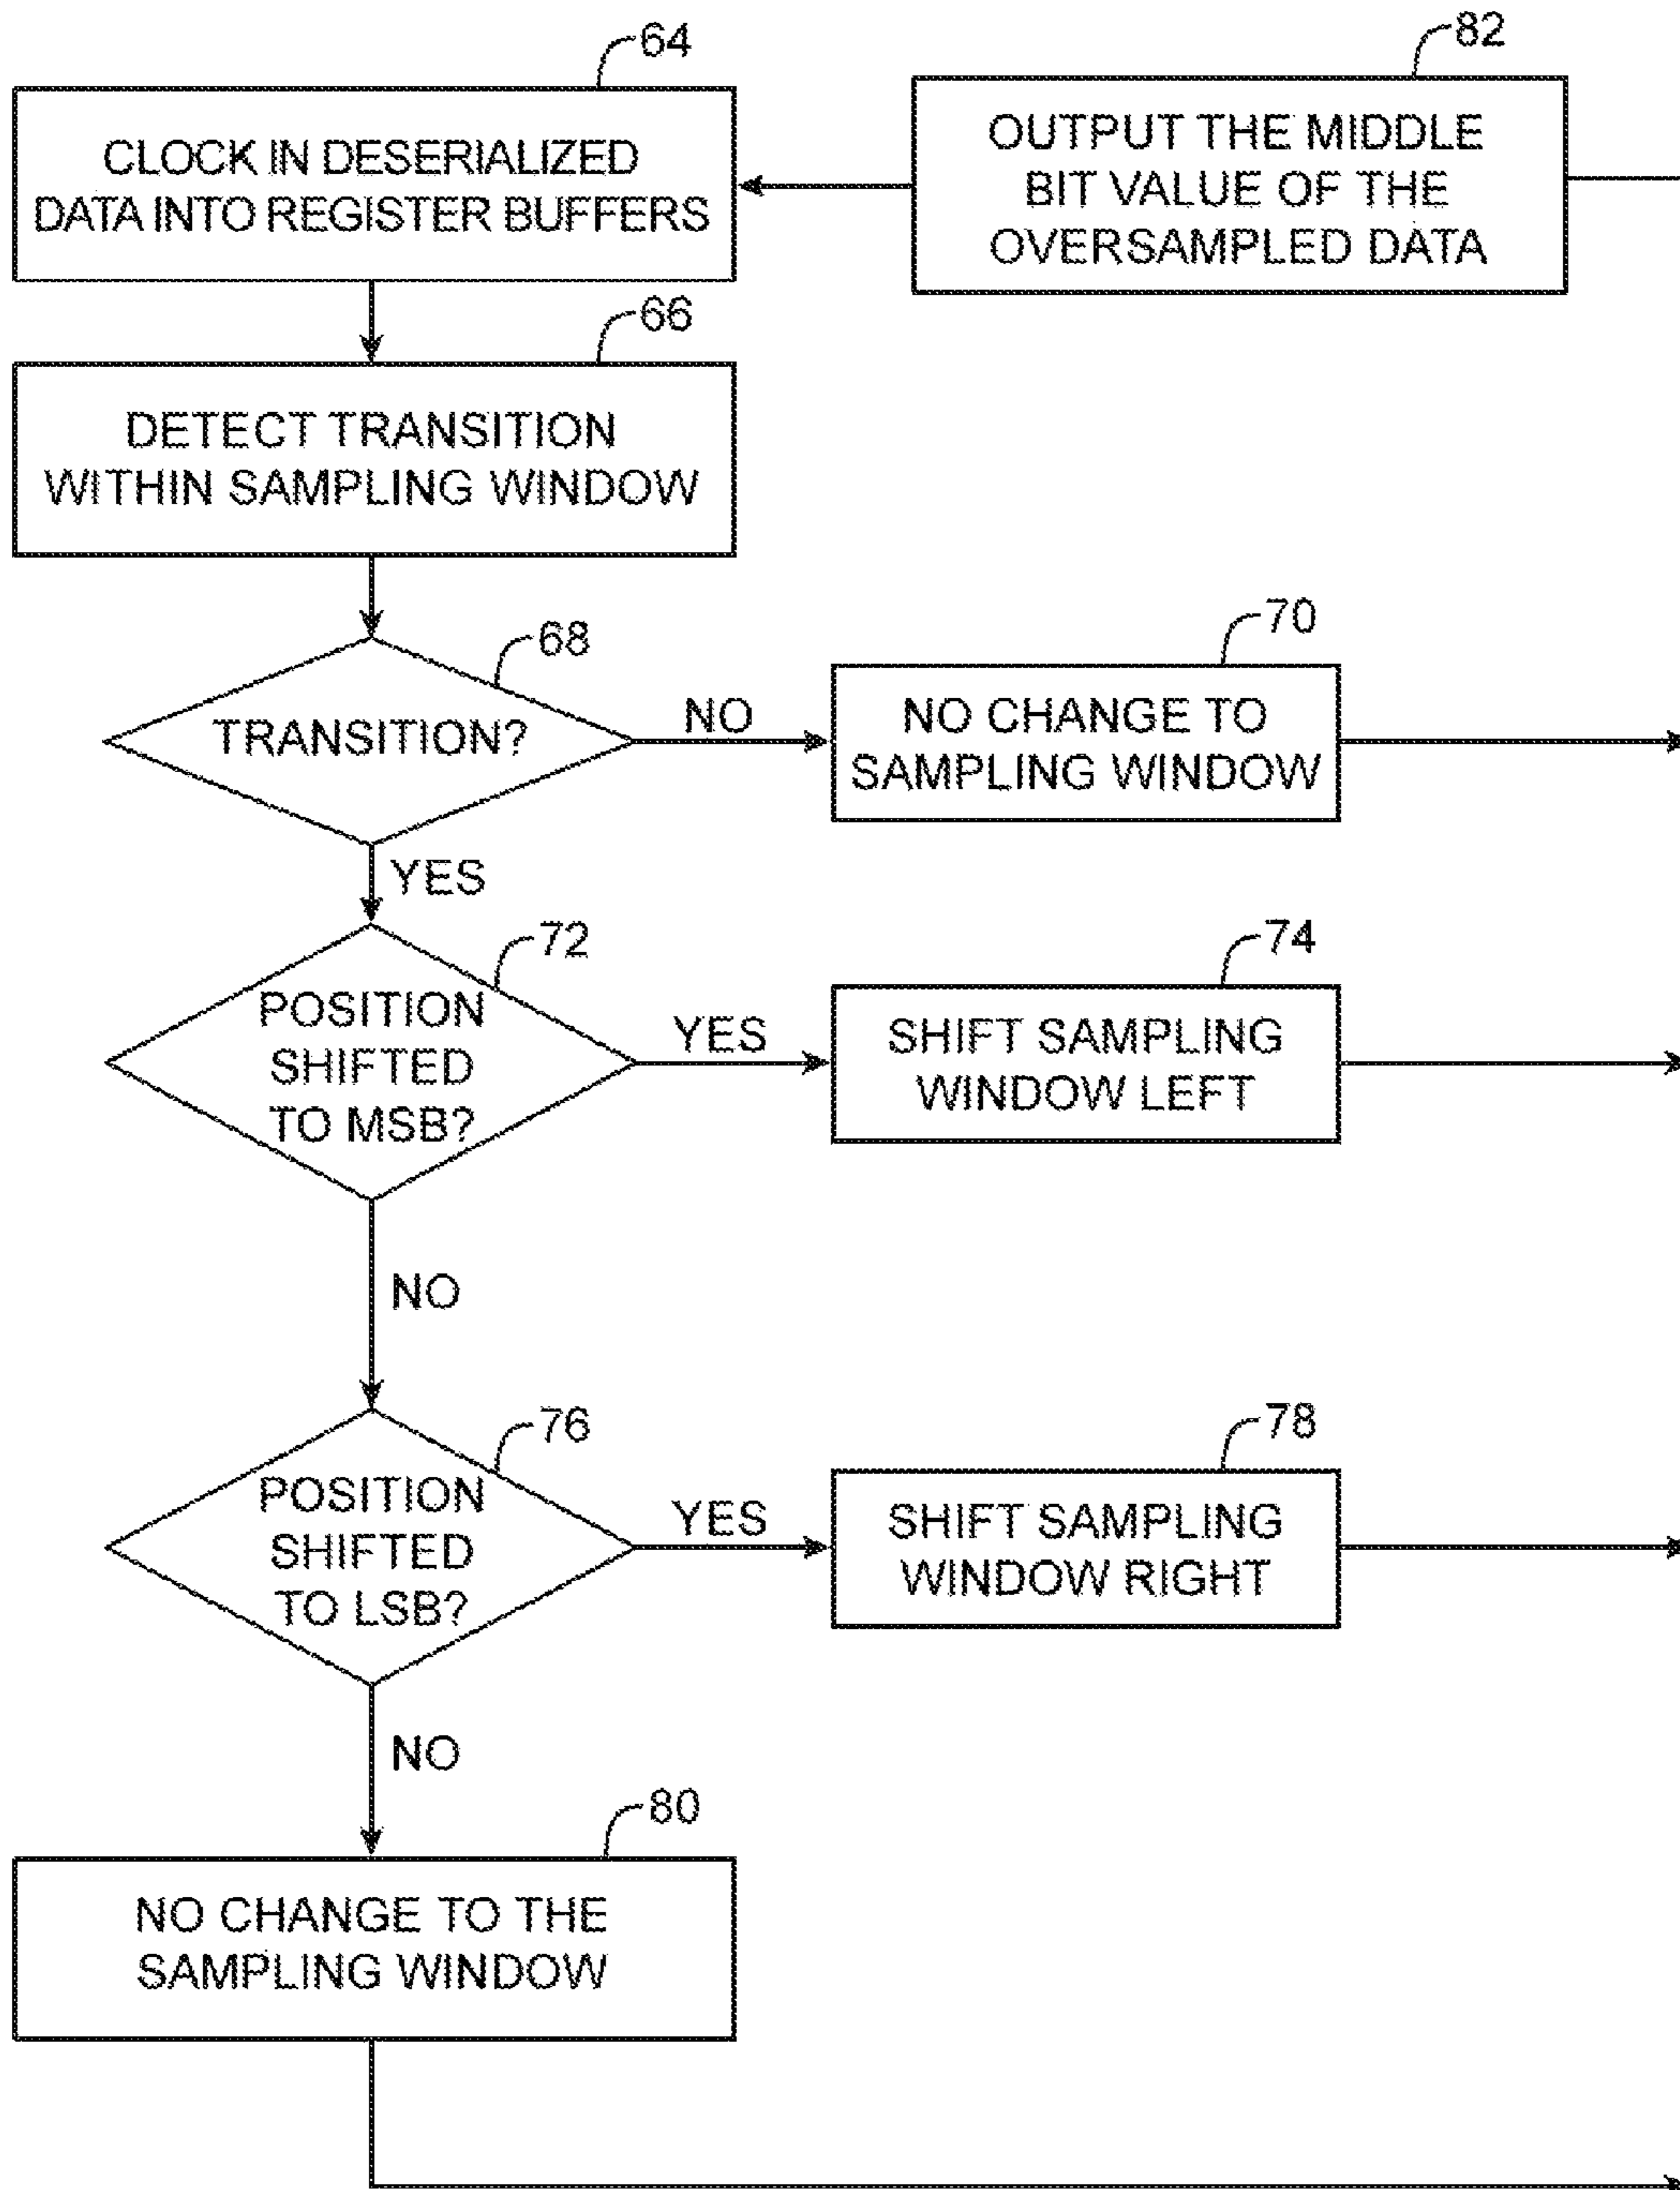 64
CLOCK IN DESERIALIZED
DATA INTO REGISTER BUFFERS
82
OUTPUT THE MIDDLE
BIT VALUE OF THE
OVERSAMPLED DATA
66
DETECT TRANSITION
WITHIN SAMPLING WINDOW
68
TRANSITION?
NO
70
NO CHANGE TO
SAMPLING WINDOW
YES
72
POSITION
SHIFTED
TO MSB?
YES
74
SHIFT SAMPLING
WINDOW LEFT
NO
76
POSITION
SHIFTED
TO LSB?
YES
78
SHIFT SAMPLING
WINDOW RIGHT
NO
80
NO CHANGE TO THE
SAMPLING WINDOW